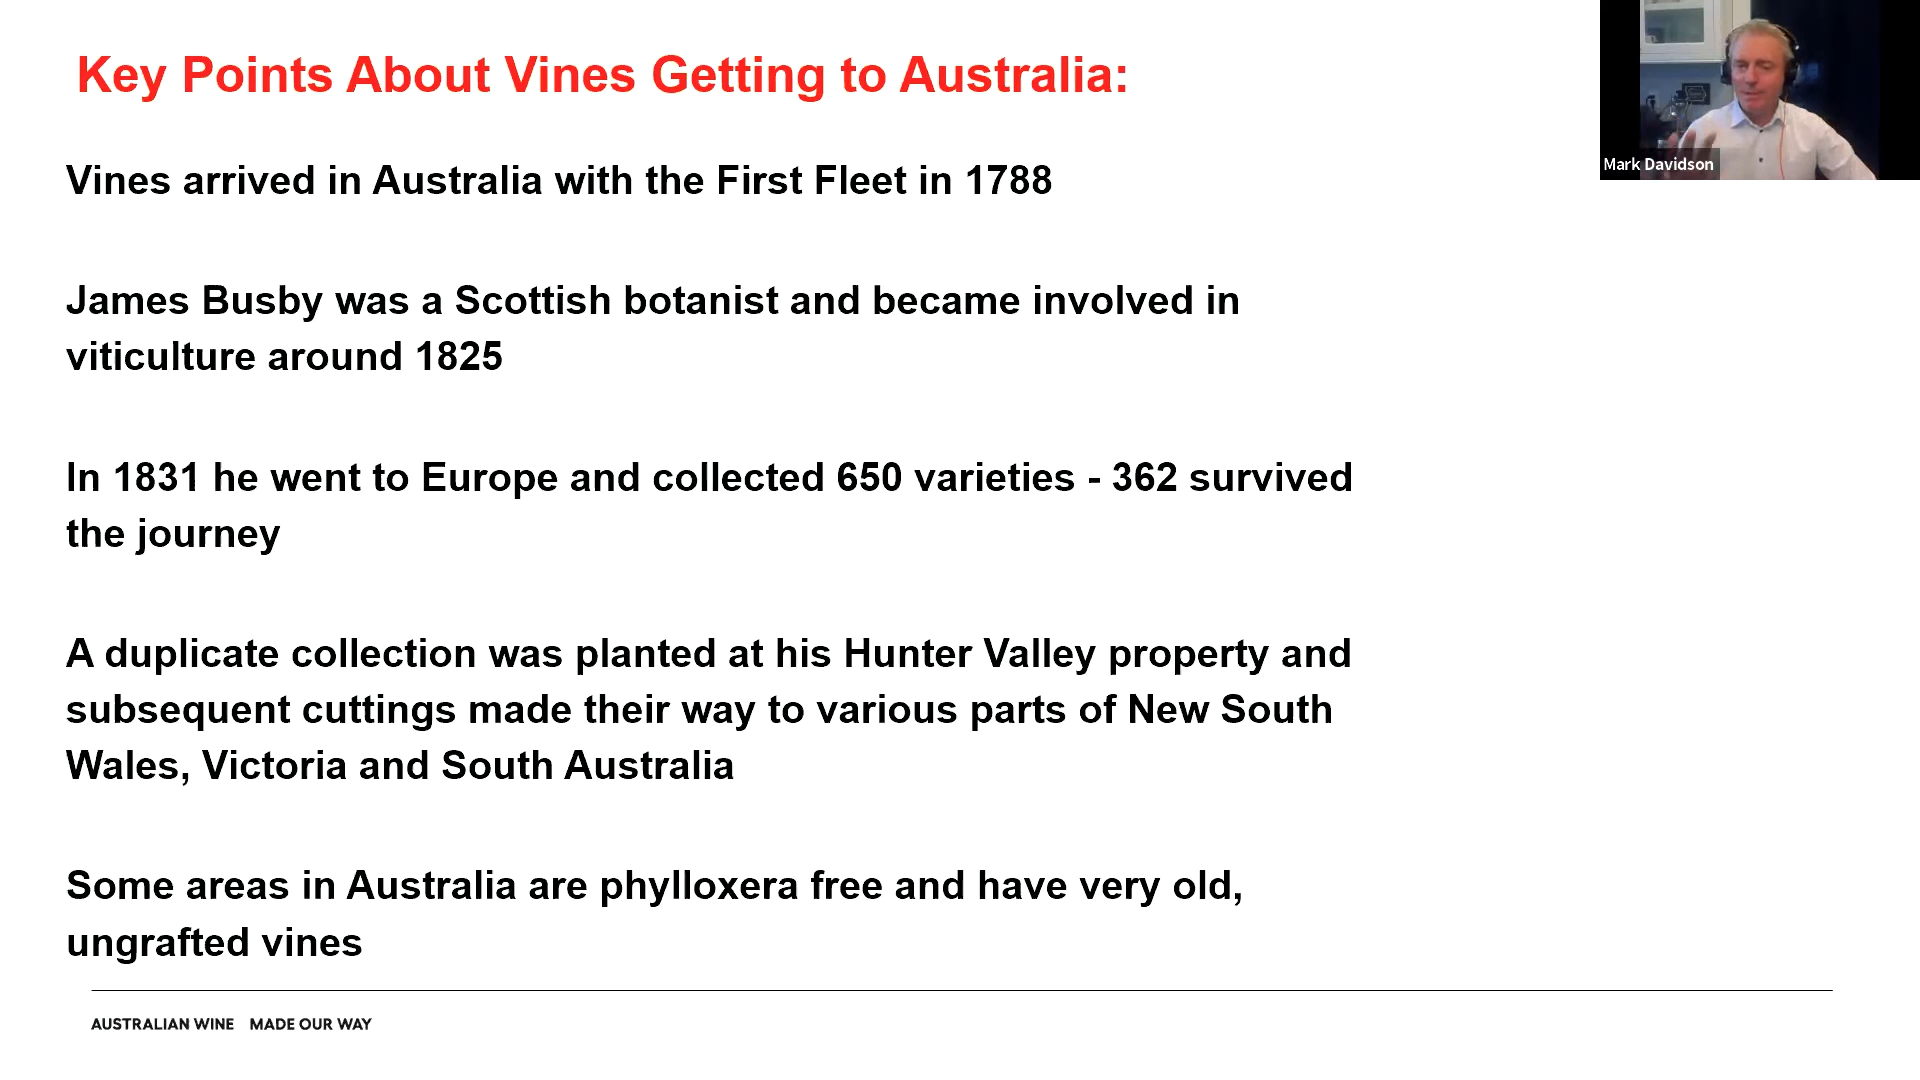 Key Points About Vines Getting to Australia:
Mark Davidson
Vines arrived in Australia with the First Fleet in 1788
James Busby was a Scottish botanist and became involved in
viticulture around 1825
In 1831 he went to Europe and collected 650 varieties - 362 survived
the journey
A duplicate collection was planted at his Hunter Valley property and
subsequent cuttings made their way to various parts of New South
Wales, Victoria and South Australia
Some areas in Australia are phylloxera free and have very old,
ungrafted vines
AUSTRALIAN WINE MADE OUR WAY